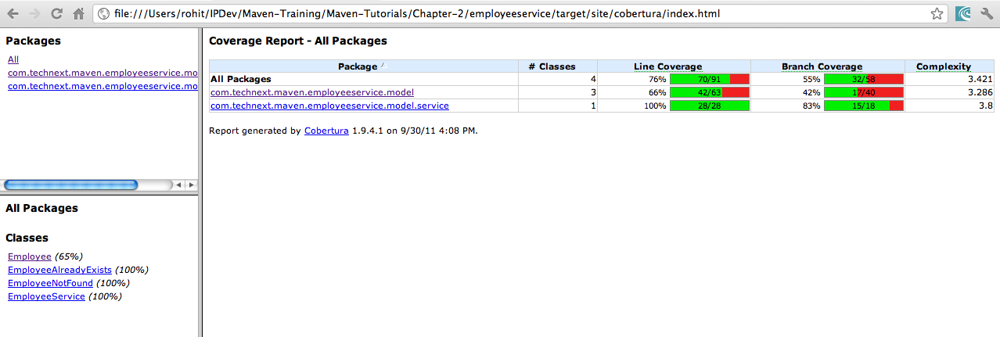 file:///Users/rohit/IPDev/Maven-Training/Maven-Tutorials/Chapter-2/employeeservice/target/site/cobertura/index.html
Packages
All
com.technext.maven.employeeservice.mo
com.technext.maven.employeeservice.mo
All Packages
Classes
Employee (65%)
EmployeeAlreadyExists (100%)
EmployeeNotFound (100%)
EmployeeService (100%)
Coverage Report - All Packages
Package # Classes Line Coverage Branch Coverage Complexity
All Packages 4 76% 70/91 55% 32/58 3.421
com.technext.maven.employeeservice.model 3 66% 42/63 42% 17/40 3.286
com.technext.maven.employeeservice.model.service 1 100% 28/28 83% 15/18 3.8
Report generated by Cobertura 1.9.4.1 on 9/30/11 4:08 PM.